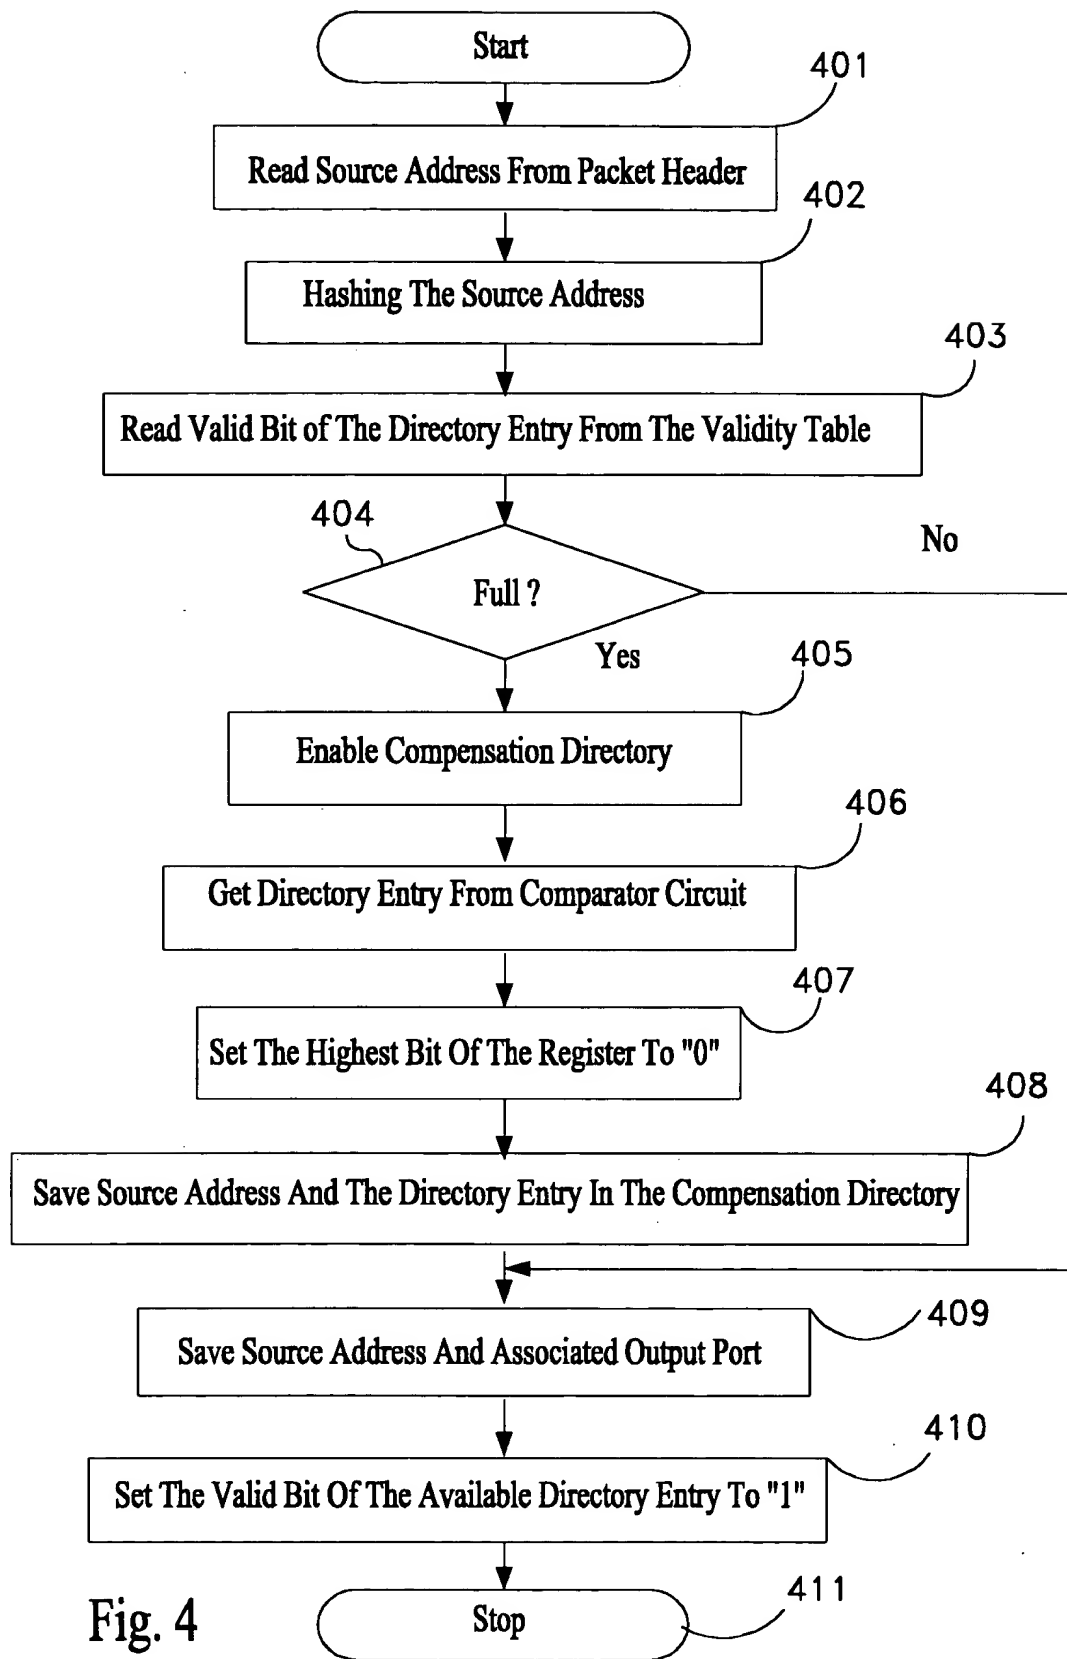 Start
401
Read Source Address From Packet Header
402
Hashing The Source Address
403
Read Valid Bit of The Directory Entry From The Validity Table
404
No
Full ?
Yes
405
Enable Compensation Directory
406
Get Directory Entry From Comparator Circuit
407
Set The Highest Bit Of The Register To "0"
408
Save Source Address And The Directory Entry In The Compensation Directory
409
Save Source Address And Associated Output Port
410
Set The Valid Bit Of The Available Directory Entry To "1"
411
Stop
Fig. 4